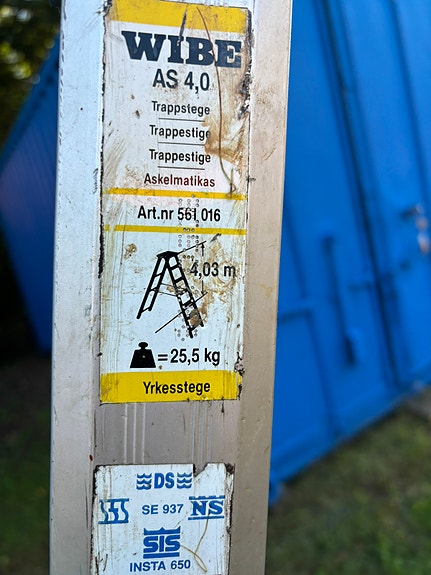 WIBE
AS 4,0
Trappstege
Trappestige
Trappestige
Askelmatikas
Art.nr 561 016
4,03 m
= 25,5 kg
Yrkesstege
DS
SE 937 NS
SIS
INSTA 650